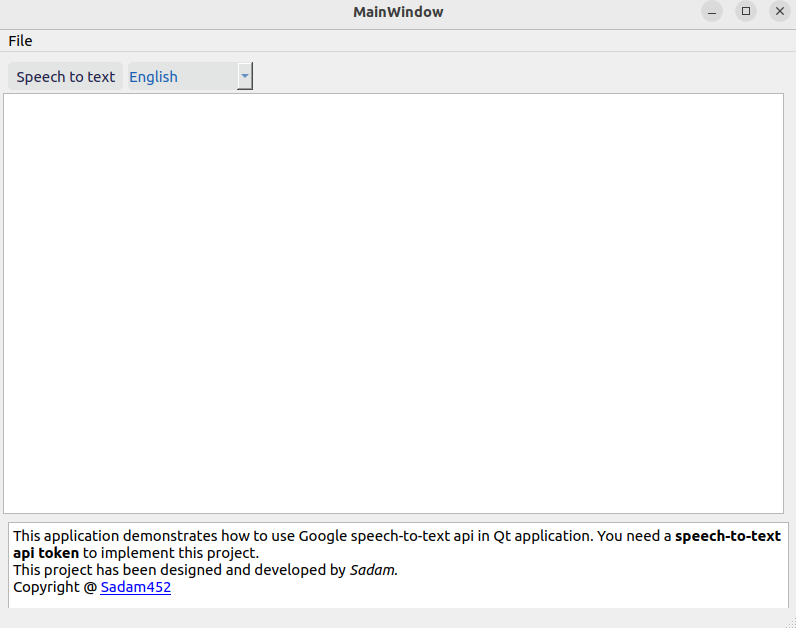 MainWindow
File
Speech to text English
This application demonstrates how to use Google speech-to-text api in Qt application. You need a speech-to-text
api token to implement this project.
This project has been designed and developed by Sadam.
Copyright @ Sadam452